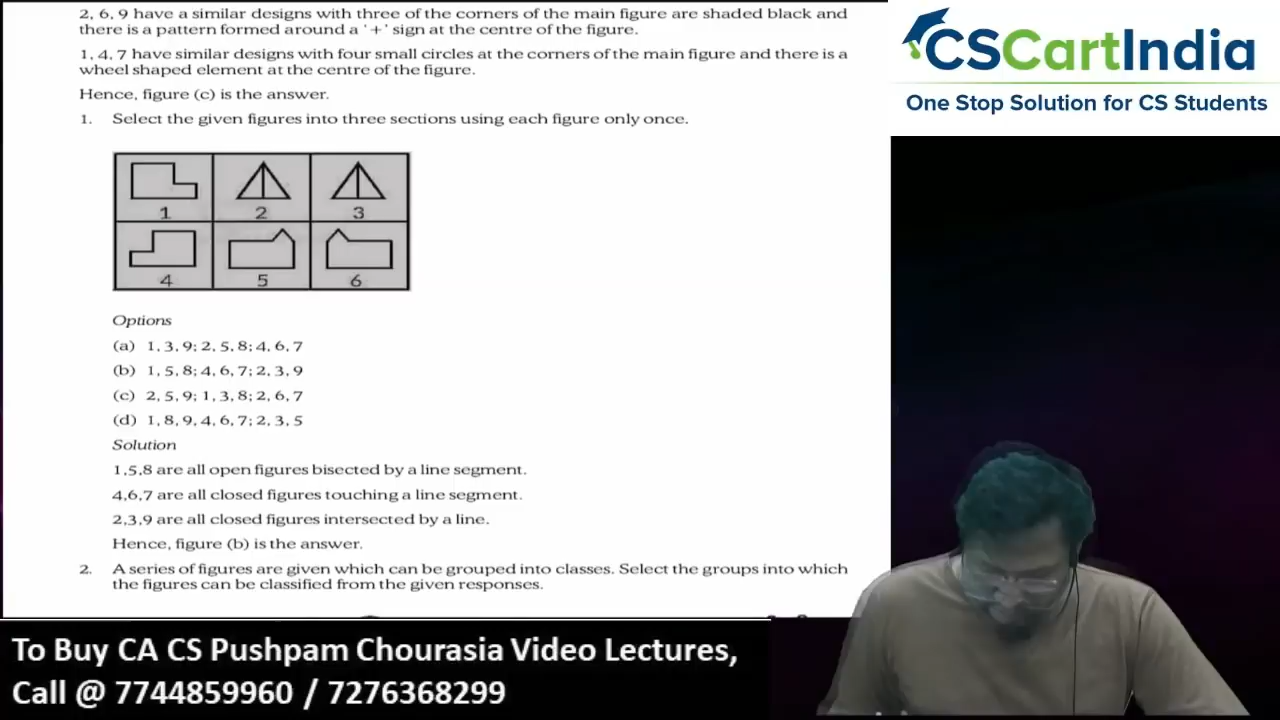 2, 6, 9 have a similar designs with three of the corners of the main figure are shaded black and
there is a pattern formed around a '+' sign at the centre of the figure.
1, 4, 7 have similar designs with four small circles at the corners of the main figure and there is a
wheel shaped element at the centre of the figure.
Hence, figure (c) is the answer.
1. Select the given figures into three sections using each figure only once.
1 2 3
4 5 6
Options
(a) 1, 3, 9; 2, 5, 8; 4, 6, 7
(b) 1, 5, 8; 4, 6, 7; 2, 3, 9
(c) 2, 5, 9; 1, 3, 8; 2, 6, 7
(d) 1, 8, 9, 4, 6, 7; 2, 3, 5
Solution
1,5,8 are all open figures bisected by a line segment.
4,6,7 are all closed figures touching a line segment.
2,3,9 are all closed figures intersected by a line.
Hence, figure (b) is the answer.
2. A series of figures are given which can be grouped into classes. Select the groups into which
the figures can be classified from the given responses.
CSCartIndia
One Stop Solution for CS Students
To Buy CA CS Pushpam Chourasia Video Lectures,
Call @ 7744859960 / 7276368299